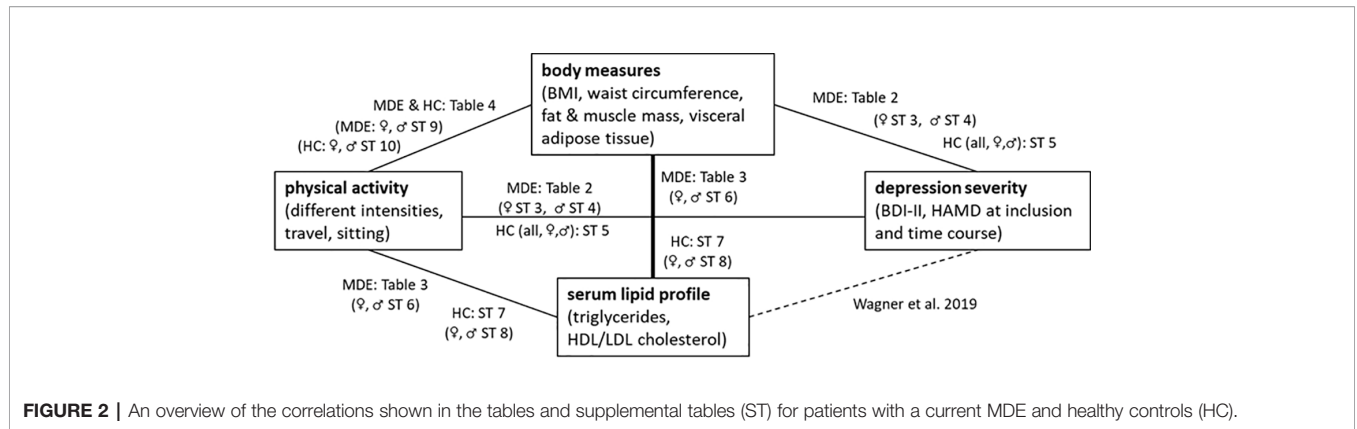 body measures
(BMI, waist circumference,
fat & muscle mass, visceral
adipose tissue)
MDE & HC: Table 4
(MDE: ♀, ♂ ST 9)
(HC: ♀, ♂ ST 10)
MDE: Table 2
(♀ ST 3, ♂ ST 4)
HC (all, ♀,♂): ST 5
physical activity
(different intensities,
travel, sitting)
MDE: Table 2
(♀ ST 3, ♂ ST 4)
HC (all, ♀,♂): ST 5
MDE: Table 3
(♀, ♂ ST 6)
HC: ST 7
(♀, ♂ ST 8)
depression severity
(BDI-II, HAMD at inclusion
and time course)
MDE: Table 3
(♀, ♂ ST 6)
HC: ST 7
(♀, ♂ ST 8)
serum lipid profile
(triglycerides,
HDL/LDL cholesterol)
Wagner et al. 2019
FIGURE 2 | An overview of the correlations shown in the tables and supplemental tables (ST) for patients with a current MDE and healthy controls (HC).